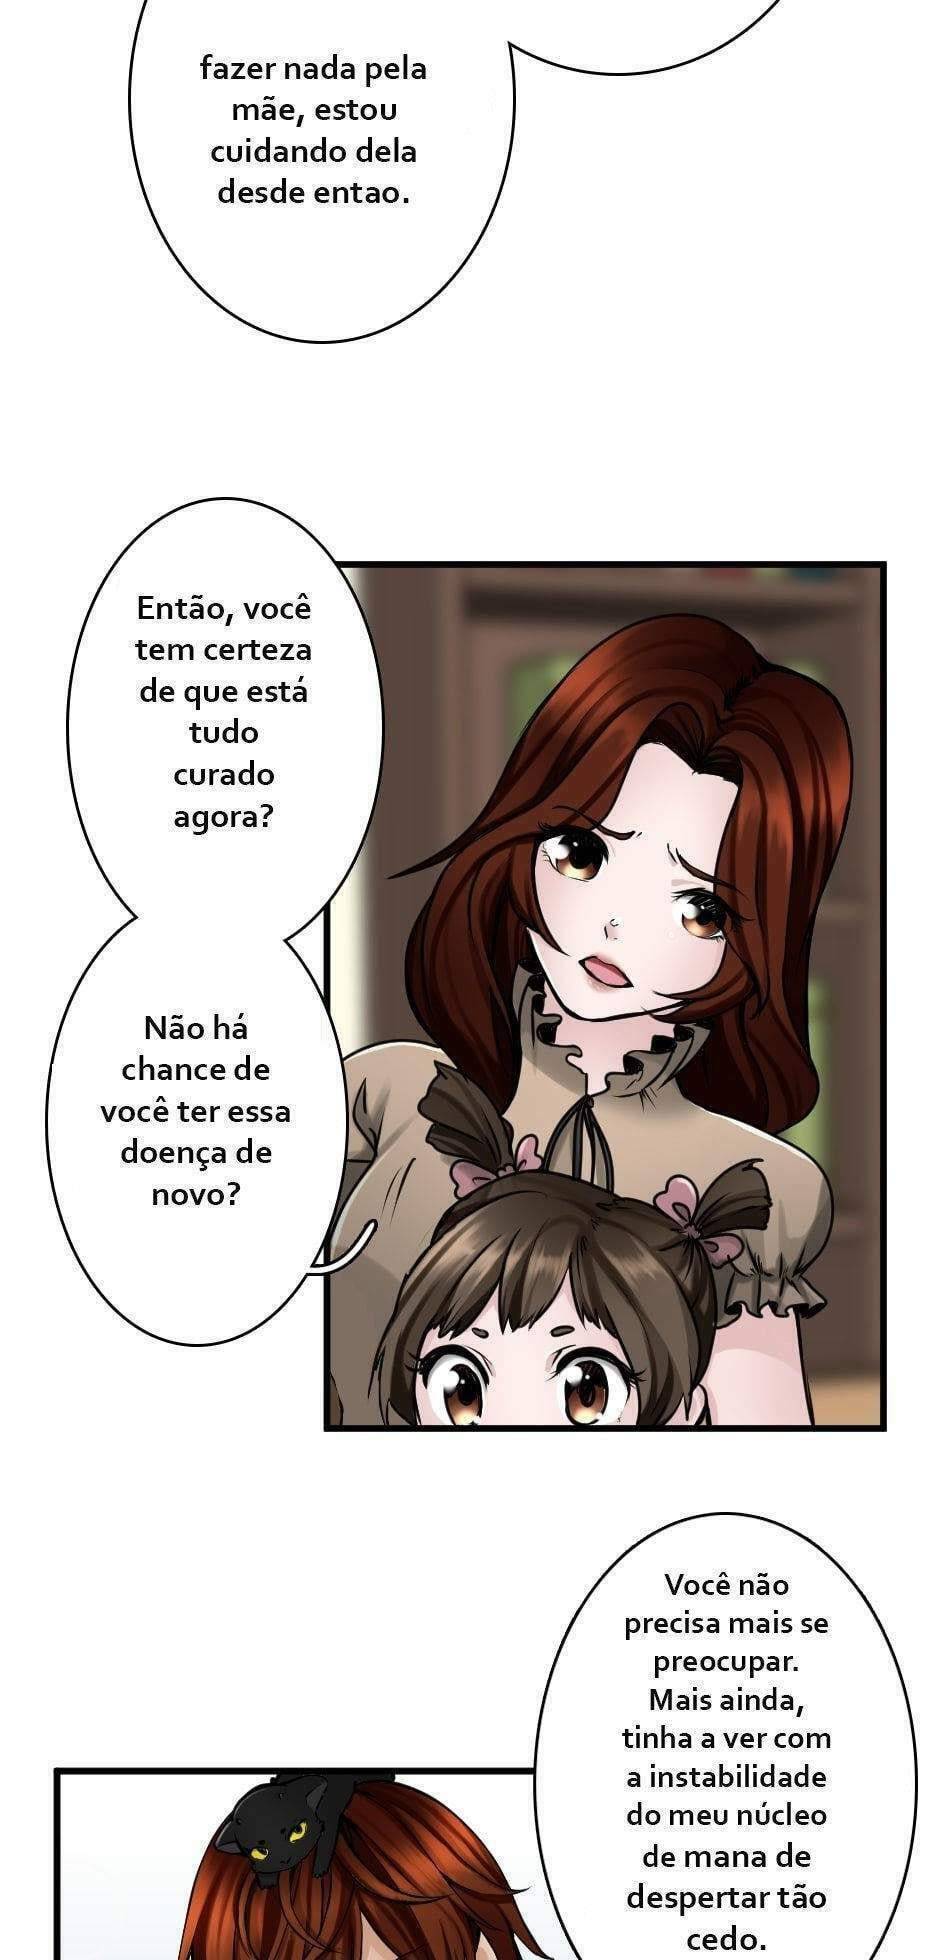 fazer nada pela
mãe, estou
cuidando dela
desde entao.
Então, você
tem certeza
de que está
tudo
curado
agora?
Não há
chance de
você ter essa
doença de
novo?
Você não
precisa mais se
preocupar.
Mais ainda,
tinha a ver com
a instabilidade
do meu núcleo
de mana de
despertar tão
cedo.